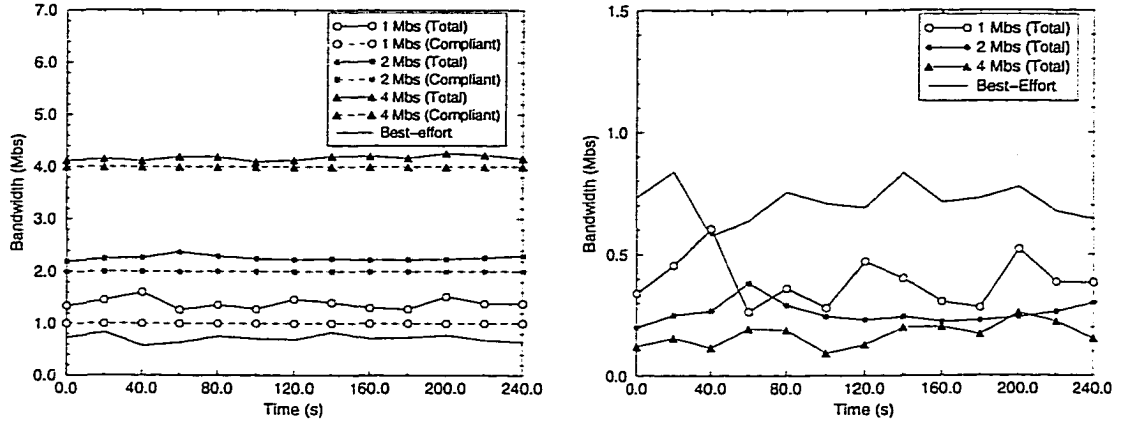 7.0
6.0
5.0
4.0
3.0
2.0
1.0
0.0
Bandwidth (Mbs)
0.0 40.0 80.0 120.0 160.0 200.0 240.0
Time (s)
1 Mbs (Total)
1 Mbs (Compliant)
2 Mbs (Total)
2 Mbs (Compliant)
4 Mbs (Total)
4 Mbs (Compliant)
Best-effort
1.5
1.0
0.5
0.0
Bandwidth (Mbs)
0.0 40.0 80.0 120.0 160.0 200.0 240.0
Time (s)
1 Mbs (Total)
2 Mbs (Total)
4 Mbs (Total)
Best-Effort